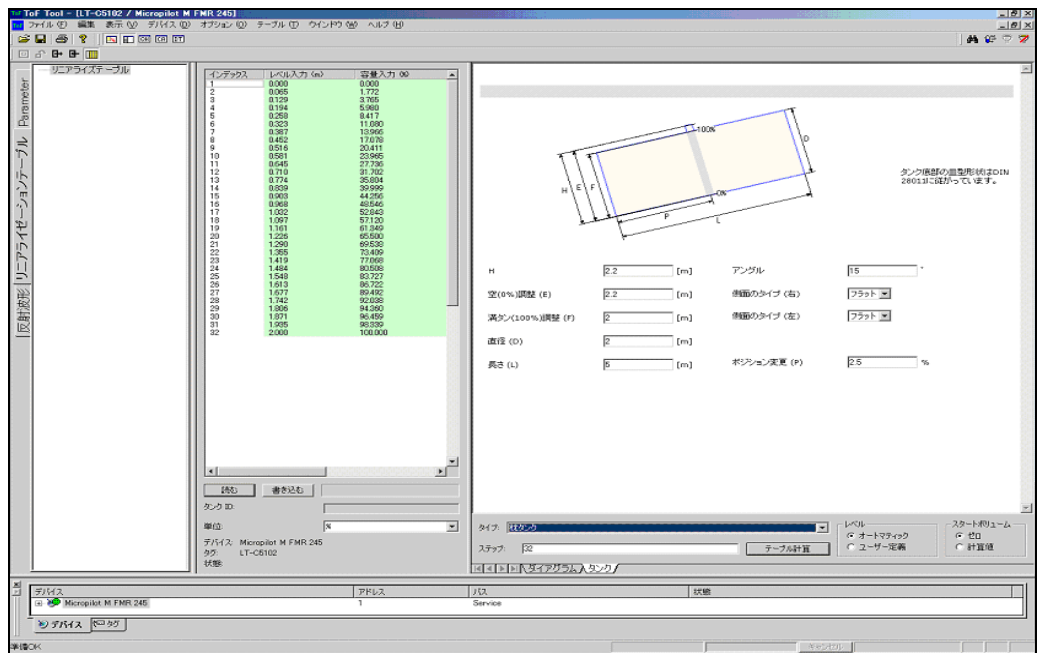 ToF Tool - [LT-C5102 / Micropilot M FMR 245]
ファイル(F) 編集 表示(V) デバイス(D) オプション(O) テーブル(T) ウインドウ(W) ヘルプ(H)
リニアライズテーブル
Parameter
リニアライゼーションテーブル
反射波形
インデックス レベル入力 (m) 容量入力 (%)
1 0.000 0.000
2 0.065 1.772
3 0.129 3.765
4 0.194 5.980
5 0.258 8.417
6 0.323 11.080
7 0.387 13.966
8 0.452 17.078
9 0.516 20.411
10 0.581 23.965
11 0.645 27.736
12 0.710 31.702
13 0.774 35.804
14 0.839 39.999
15 0.903 44.256
16 0.968 48.546
17 1.032 52.843
18 1.097 57.120
19 1.161 61.349
20 1.226 65.500
21 1.290 69.538
22 1.355 73.409
23 1.419 77.068
24 1.484 80.508
25 1.548 83.727
26 1.613 86.722
27 1.677 89.492
28 1.742 92.038
29 1.806 94.360
30 1.871 96.459
31 1.935 98.339
32 2.000 100.000
読む 書き込む
タンク ID:
単位: %
デバイス: Micropilot M FMR 245
タグ: LT-C5102
状態:
100%
D
H E F
0%
P
L
タンク底部の皿型形状はDIN
28011に従がっています。
H 2.2 [m] アングル 15 °
空(0%)調整 (E) 2.2 [m] 側面のタイプ (右) フラット
満タン(100%)調整 (F) 2 [m] 側面のタイプ (左) フラット
直径 (D) 2 [m]
長さ (L) 5 [m] ポジション変更 (P) 2.5 %
タイプ:
ステップ: 32 テーブル計算
レベル
オートマティック
ユーザー定義
スタートボリューム
ゼロ
計算値
ダイアグラム タンク
デバイス アドレス パス 状態
Micropilot M FMR 245 1 Service
デバイス タグ
準備OK キャンセル